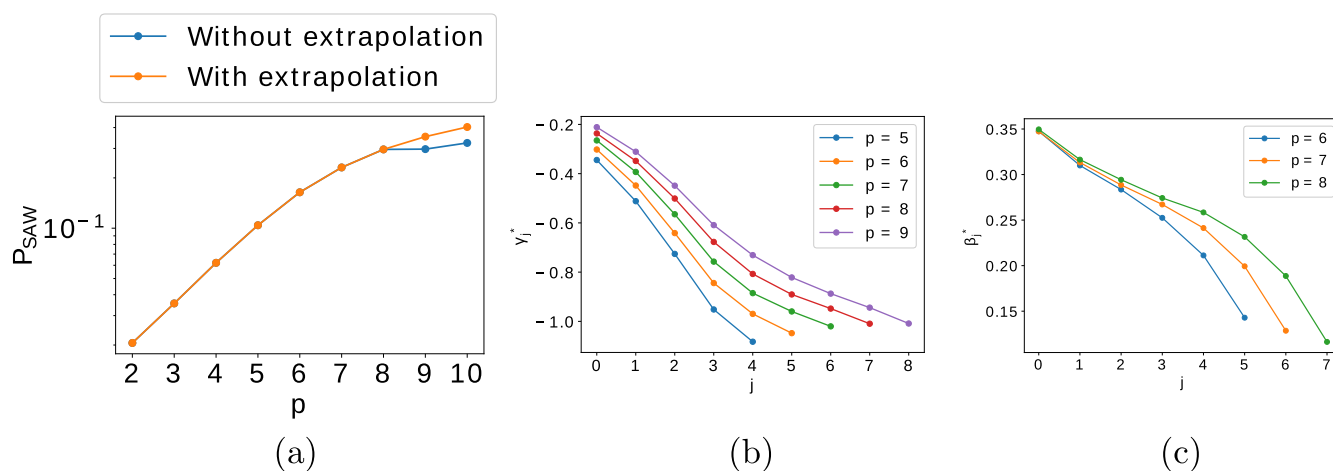 Without extrapolation
With extrapolation
P_SAW
10⁻¹
2 3 4 5 6 7 8 9 10
p
(a)
−0.2
−0.4
−0.6
−0.8
−1.0
γ_j^*
p = 5
p = 6
p = 7
p = 8
p = 9
0 1 2 3 4 5 6 7 8
j
(b)
0.35
0.30
0.25
0.20
0.15
β_j^*
p = 6
p = 7
p = 8
0 1 2 3 4 5 6 7
j
(c)